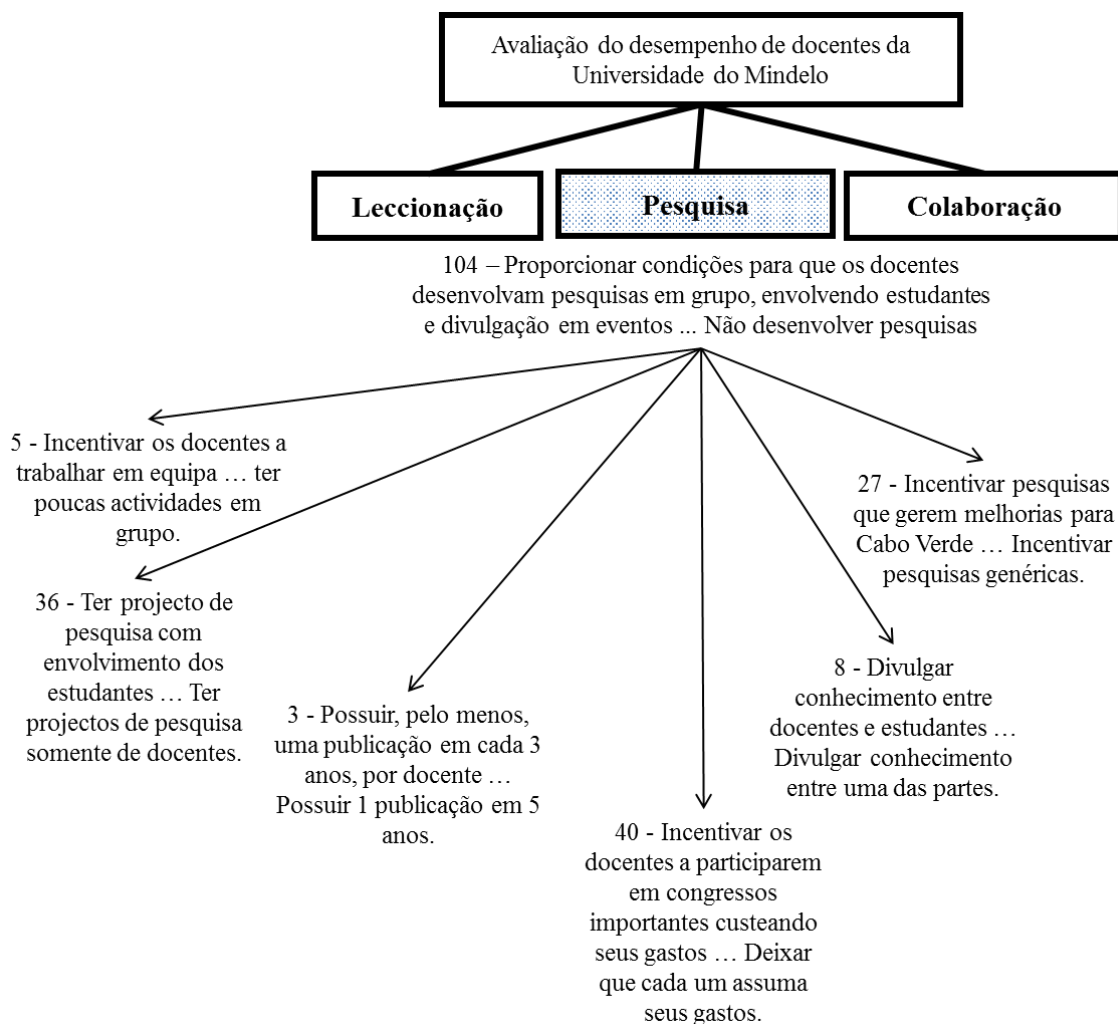 Avaliação do desempenho de docentes da
Universidade do Mindelo
Leccionação
Pesquisa
Colaboração
104 – Proporcionar condições para que os docentes
desenvolvam pesquisas em grupo, envolvendo estudantes
e divulgação em eventos ... Não desenvolver pesquisas
5 - Incentivar os docentes a
trabalhar em equipa … ter
poucas actividades em
grupo.
36 - Ter projecto de
pesquisa com
envolvimento dos
estudantes … Ter
projectos de pesquisa
somente de docentes.
3 - Possuir, pelo menos,
uma publicação em cada 3
anos, por docente …
Possuir 1 publicação em 5
anos.
40 - Incentivar os
docentes a participarem
em congressos
importantes custeando
seus gastos … Deixar
que cada um assuma
seus gastos.
8 - Divulgar
conhecimento entre
docentes e estudantes …
Divulgar conhecimento
entre uma das partes.
27 - Incentivar pesquisas
que gerem melhorias para
Cabo Verde … Incentivar
pesquisas genéricas.